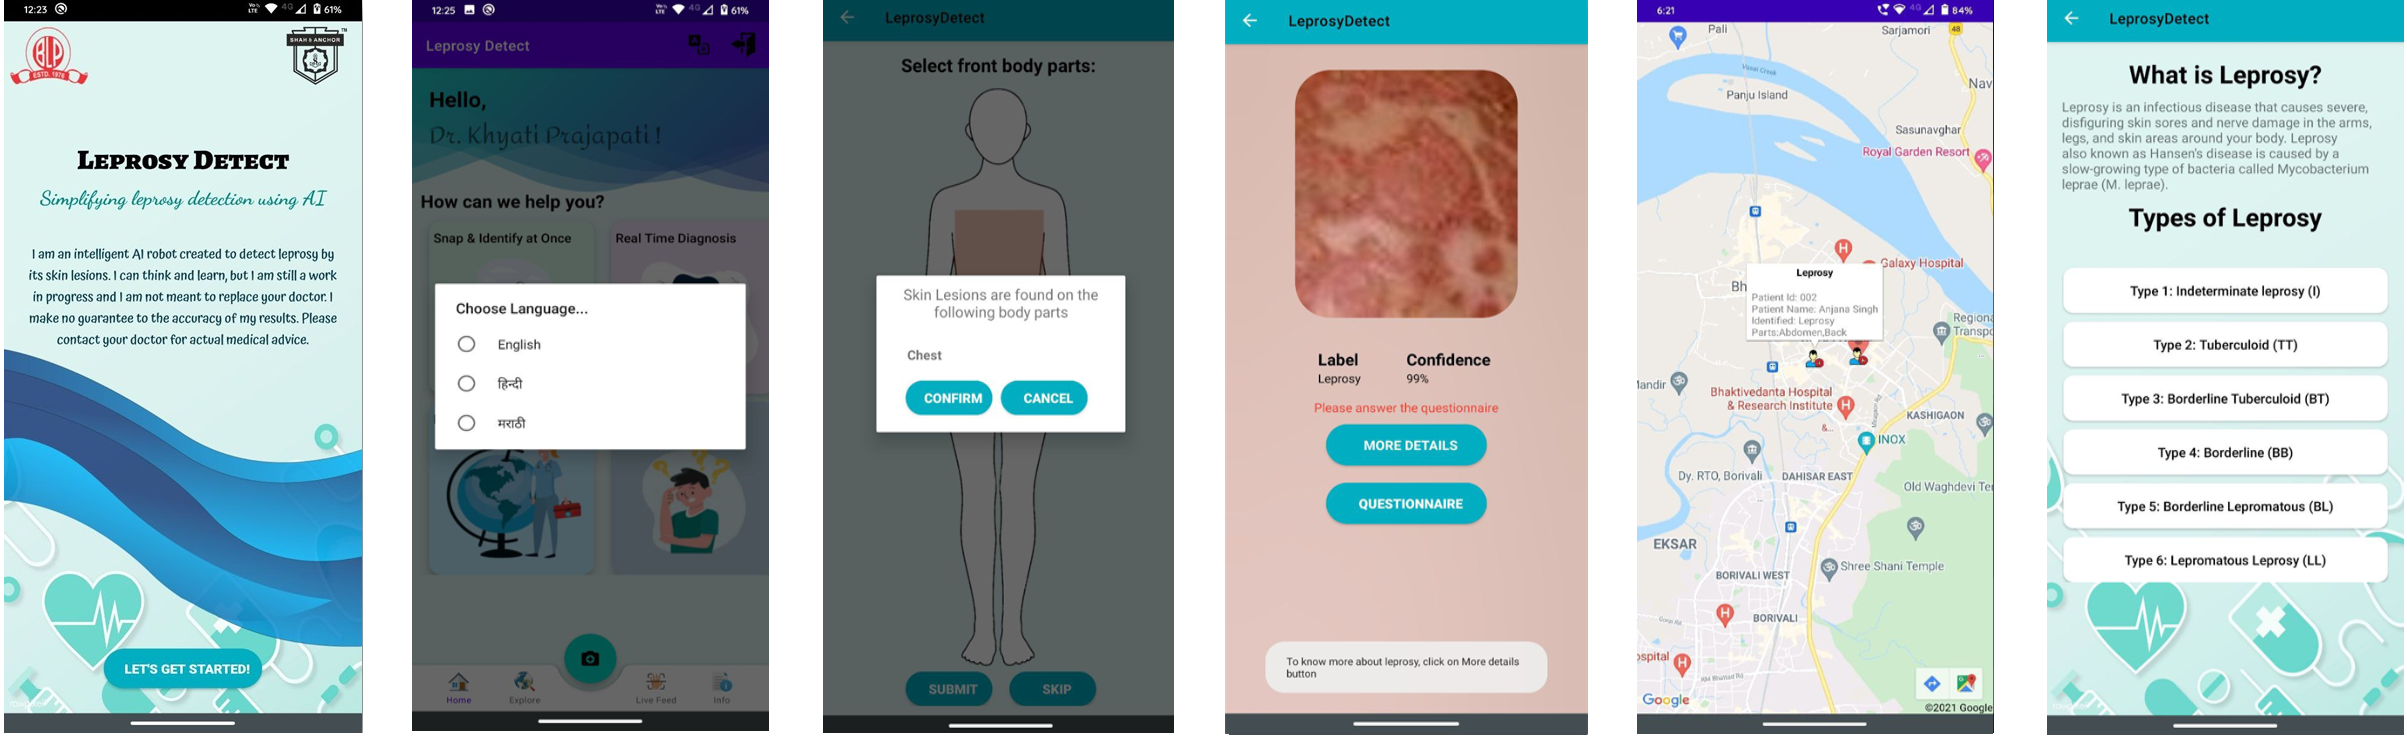 12:23
VoLTE 4G 61%
BLP
ESTD. 1976
SHAH & ANCHOR
TM
LEPROSY DETECT
Simplifying leprosy detection using AI
I am an intelligent AI robot created to detect leprosy by
its skin lesions. I can think and learn, but I am still a work
in progress and I am not meant to replace your doctor. I
make no guarantee to the accuracy of my results. Please
contact your doctor for actual medical advice.
LET'S GET STARTED!
12:25
VoLTE 4G 61%
Leprosy Detect
Hello,
Dr. Khyati Prajapati !
How can we help you?
Snap & Identify at Once
Real Time Diagnosis
Choose Language...
English
हिन्दी
मराठी
Home
Explore
Live Feed
Info
LeprosyDetect
Select front body parts:
Skin Lesions are found on the
following body parts
Chest
CONFIRM
CANCEL
SUBMIT
SKIP
LeprosyDetect
Label
Confidence
Leprosy
99%
Please answer the questionnaire
MORE DETAILS
QUESTIONNAIRE
To know more about leprosy, click on More details
button
6:21
4G 84%
Pali
Sarjamori
48
Vasai Creek
Nav
Panju Island
Sasunavghar
Royal Garden Resort
Galaxy Hospital
Bh
Leprosy
Patient Id: 002
Patient Name: Anjana Singh
Identified: Leprosy
Parts:Abdomen,Back
Regiona
Transpo
Mandir
Bhaktivedanta Hospital
& Research Institute
KASHIGAON
&...
INOX
Dy. RTO, Borivali
DAHISAR EAST
Old Waghdevi Te
EKSAR
Shree Shani Temple
BORIVALI WEST
BORIVALI
ospital
Google
©2021 Google
LeprosyDetect
What is Leprosy?
Leprosy is an infectious disease that causes severe,
disfiguring skin sores and nerve damage in the arms,
legs, and skin areas around your body. Leprosy
also known as Hansen's disease is caused by a
slow-growing type of bacteria called Mycobacterium
leprae (M. leprae).
Types of Leprosy
Type 1: Indeterminate leprosy (I)
Type 2: Tuberculoid (TT)
Type 3: Borderline Tuberculoid (BT)
Type 4: Borderline (BB)
Type 5: Borderline Lepromatous (BL)
Type 6: Lepromatous Leprosy (LL)